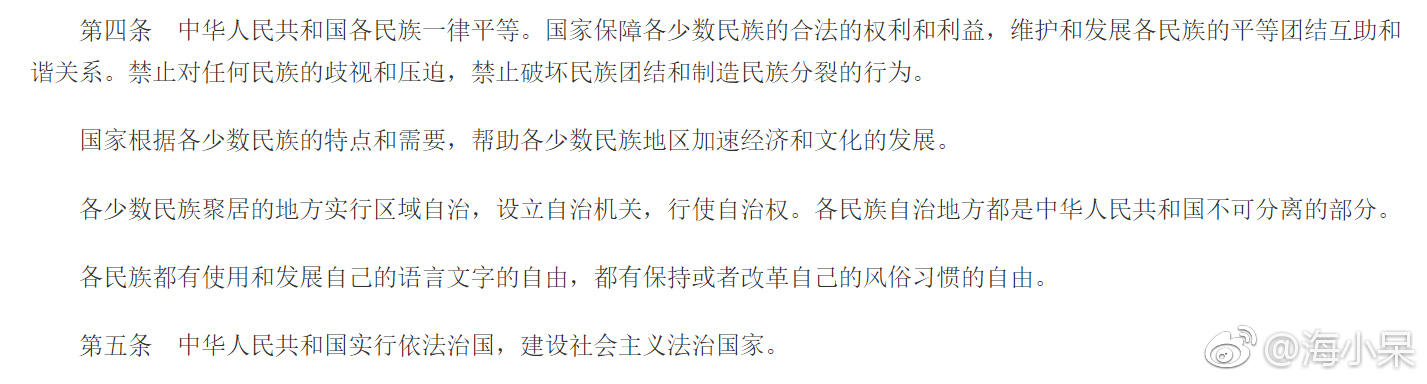 第四条　中华人民共和国各民族一律平等。国家保障各少数民族的合法的权利和利益，维护和发展各民族的平等团结互助和
谐关系。禁止对任何民族的歧视和压迫，禁止破坏民族团结和制造民族分裂的行为。
国家根据各少数民族的特点和需要，帮助各少数民族地区加速经济和文化的发展。
各少数民族聚居的地方实行区域自治，设立自治机关，行使自治权。各民族自治地方都是中华人民共和国不可分离的部分。
各民族都有使用和发展自己的语言文字的自由，都有保持或者改革自己的风俗习惯的自由。
第五条　中华人民共和国实行依法治国，建设社会主义法治国家。
@海小呆